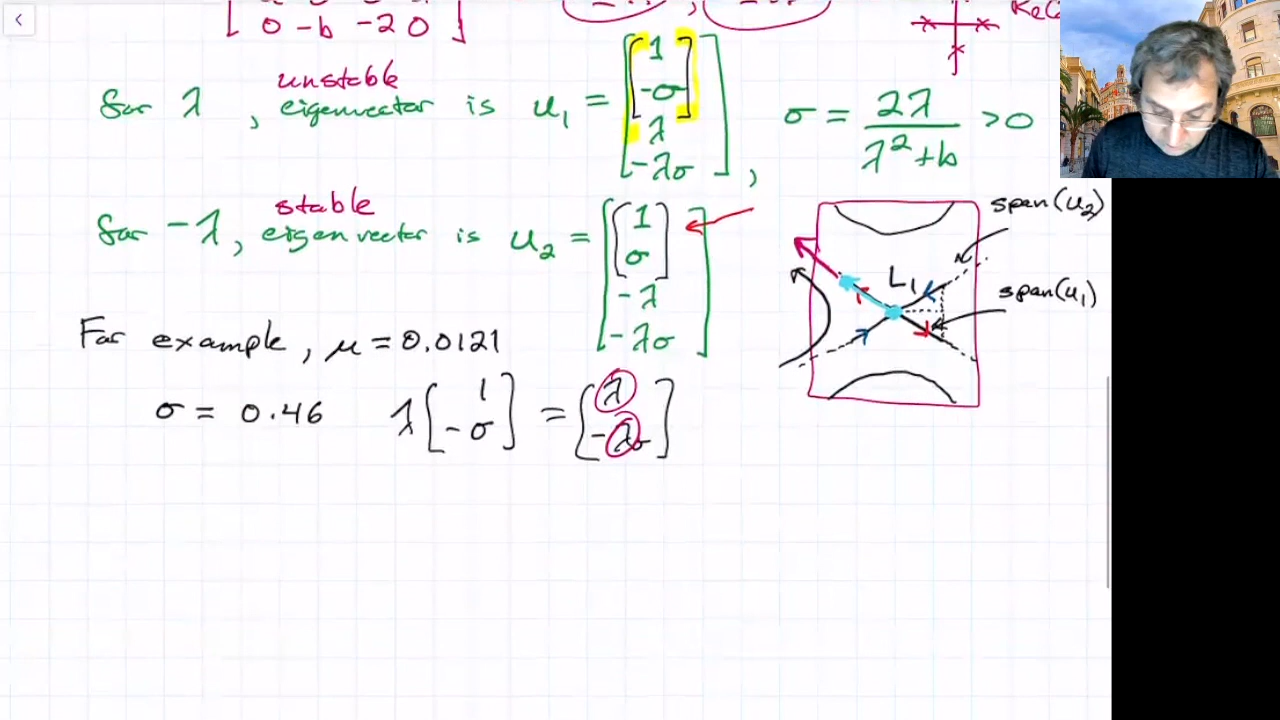 0 -b -2 0
for λ, unstable eigenvector is u₁ = [1 -σ λ -λσ], σ = 2λ / λ²+b >0
for -λ, stable eigenvector is u₂ = [1 σ -λ -λσ]
span(u₂)
L₁
span(u₁)
For example, μ = 0.0121
σ = 0.46 λ [1 -σ] = [λ -λσ]